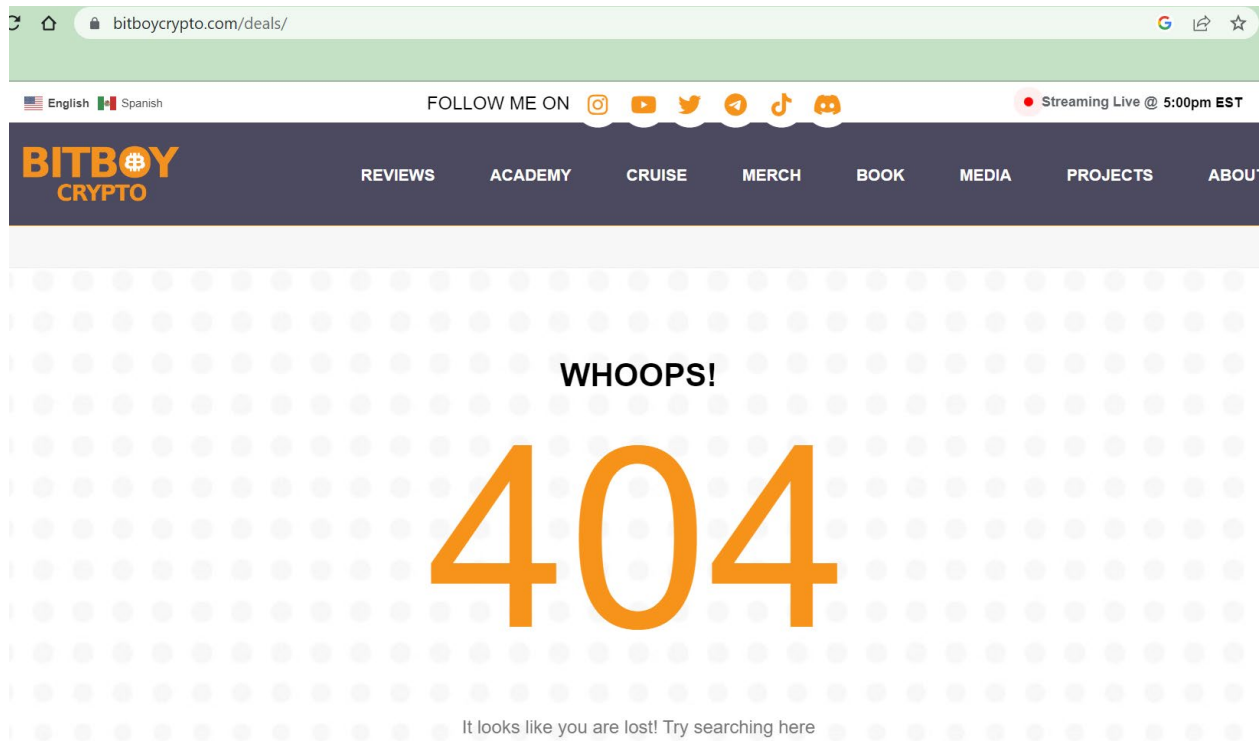 bitboycrypto.com/deals/
English Spanish FOLLOW ME ON Streaming Live @ 5:00pm EST
BITBOY
CRYPTO
REVIEWS ACADEMY CRUISE MERCH BOOK MEDIA PROJECTS ABOUT
WHOOPS!
404
It looks like you are lost! Try searching here